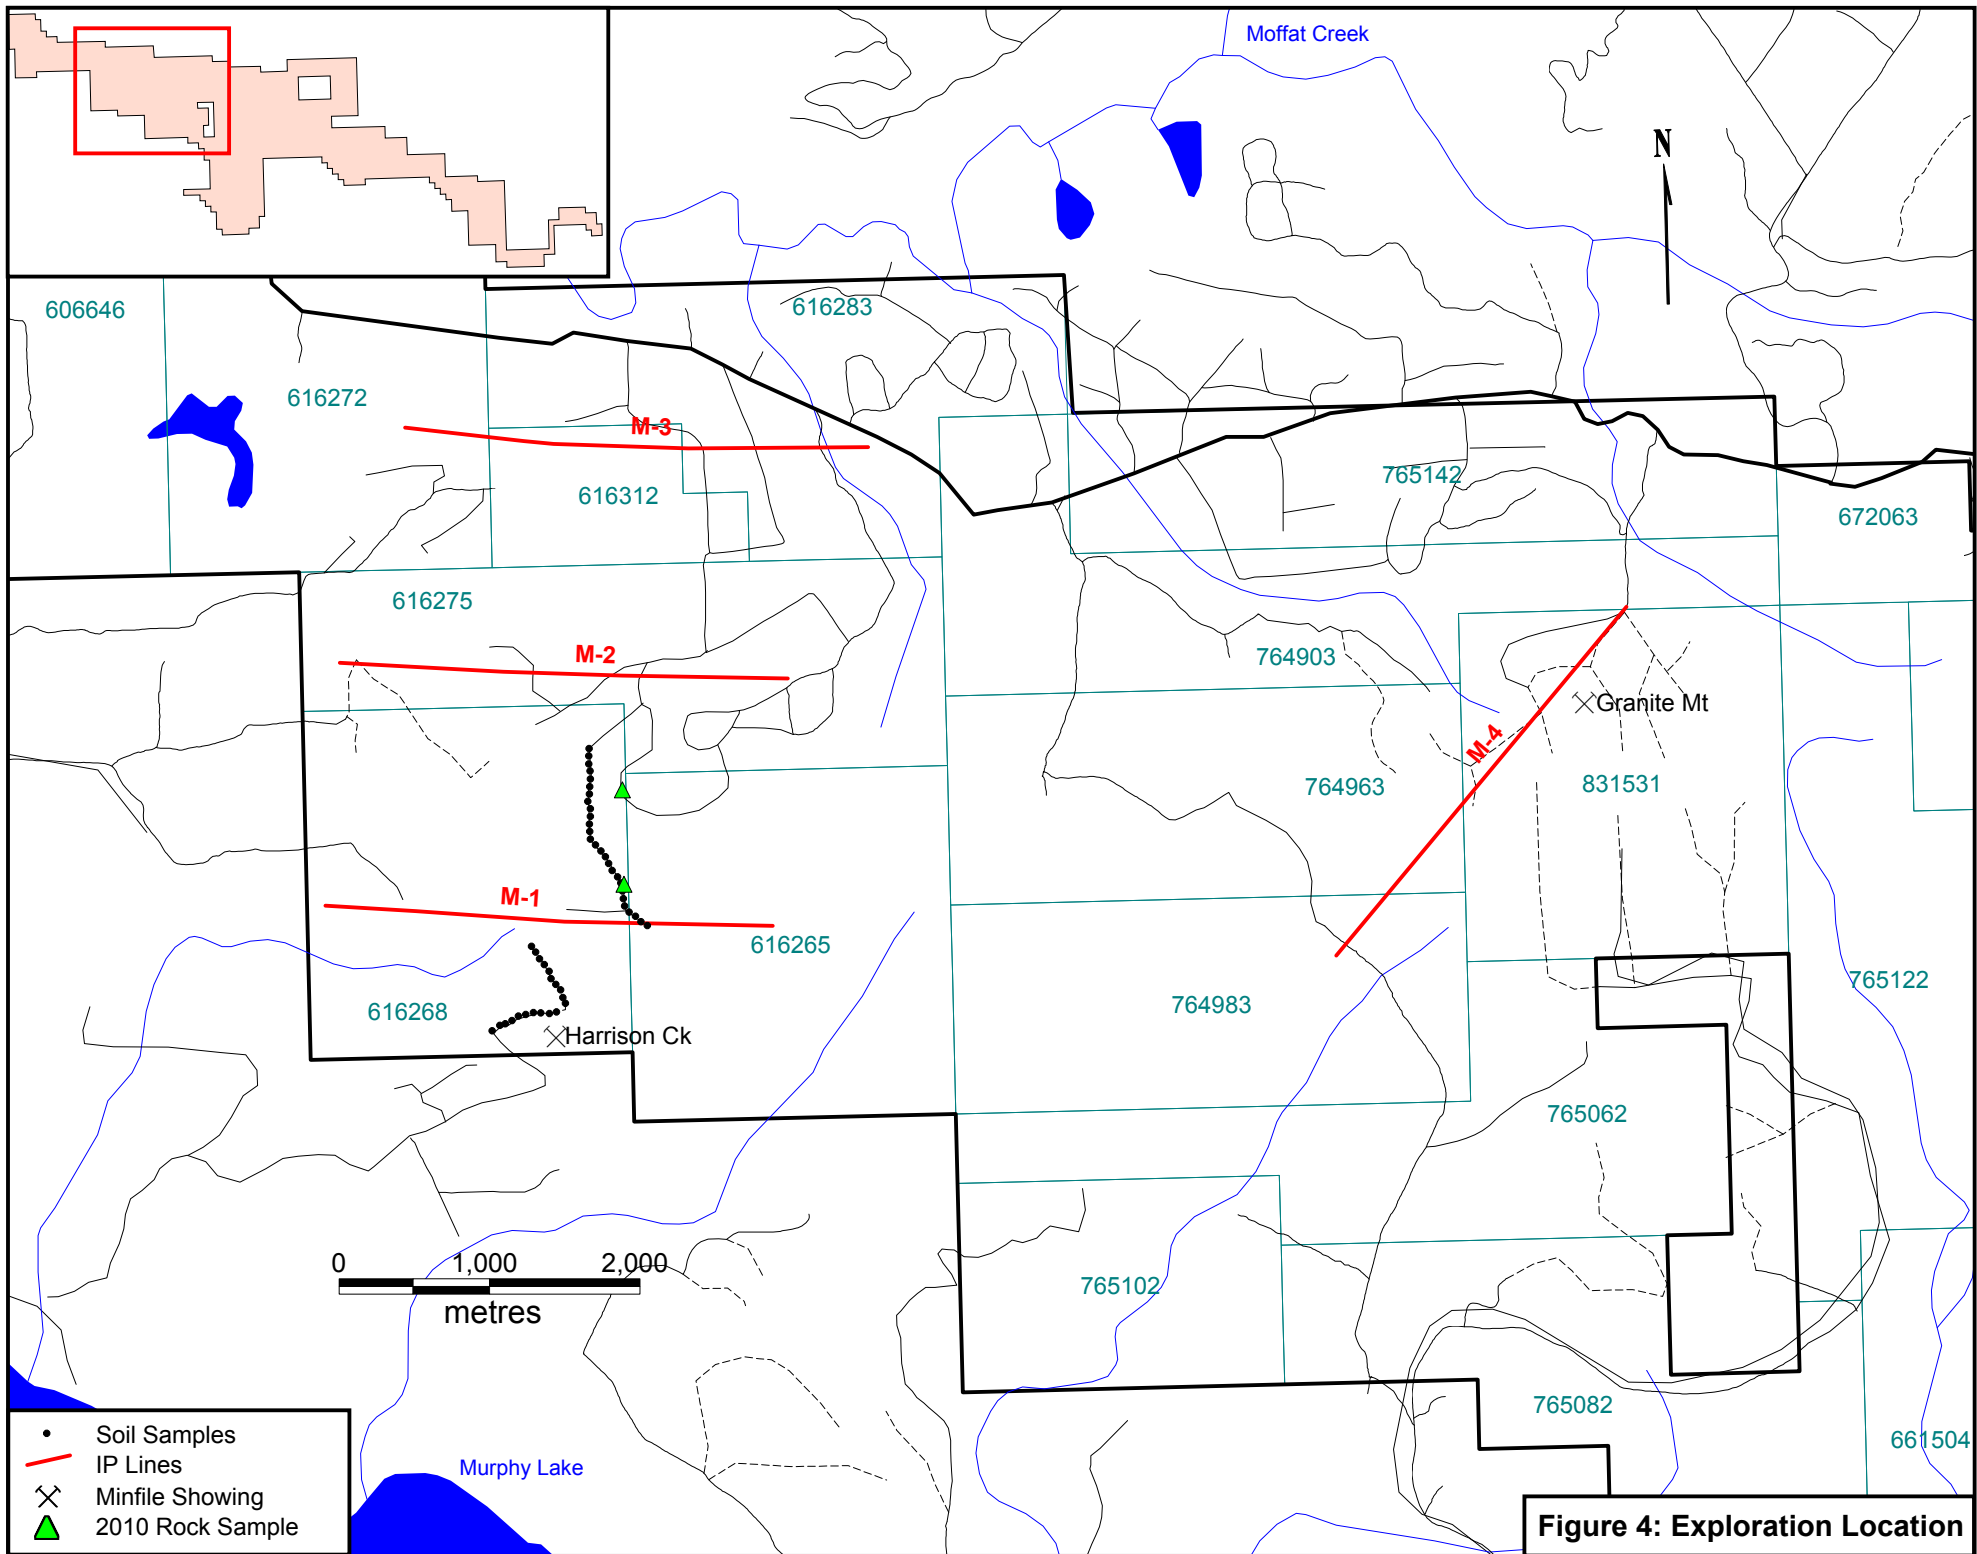 Moffat Creek
N
606646
616283
616272
M-3
616312
765142
672063
616275
M-2
764903
Granite Mt
M-4
764963
831531
M-1
616265
765122
616268
764983
Harrison Ck
765062
0 1,000 2,000
metres
765102
765082
661504
Murphy Lake
Soil Samples
IP Lines
Minfile Showing
2010 Rock Sample
Figure 4: Exploration Location